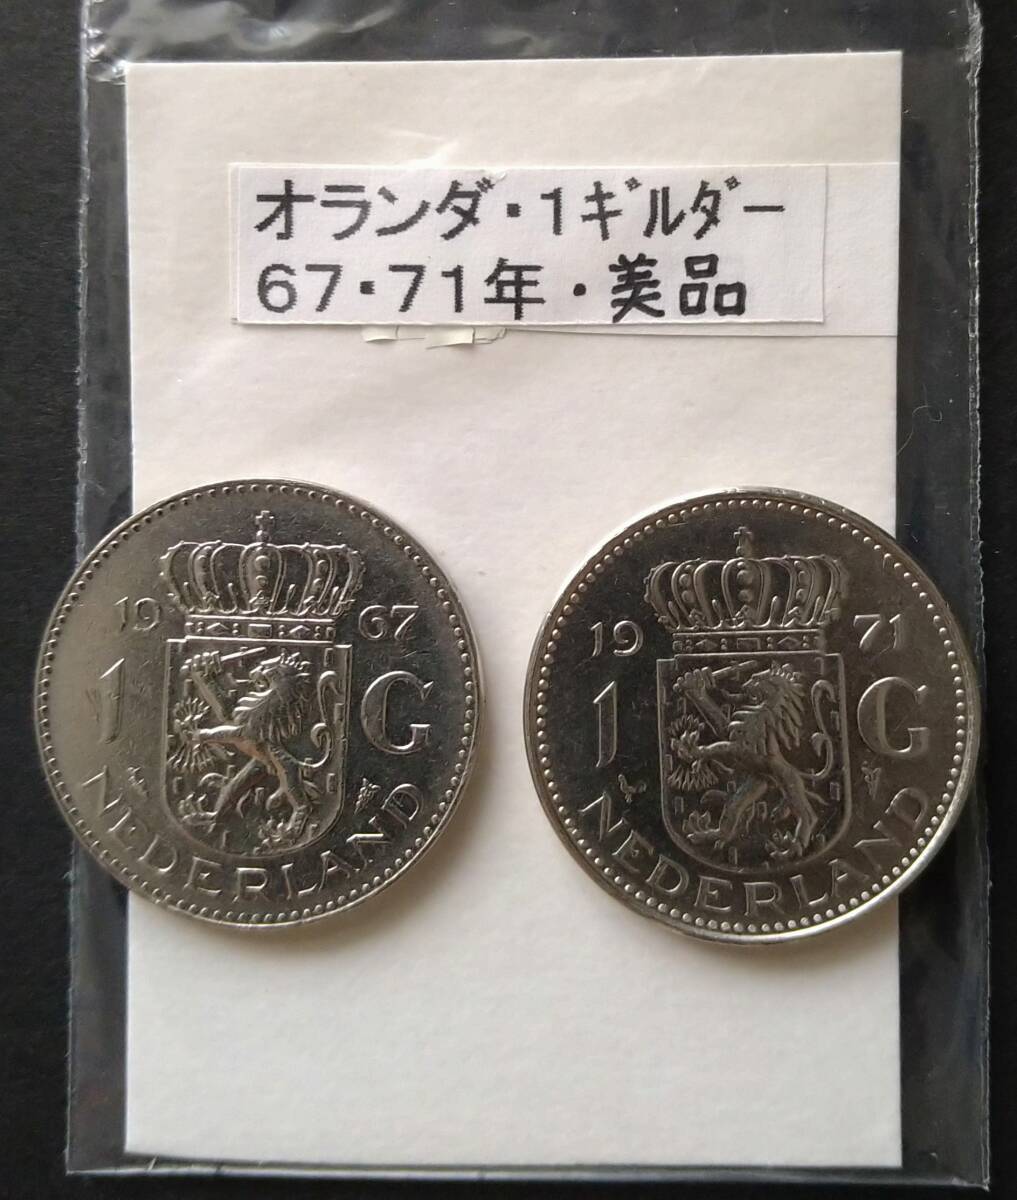 オランダ・1ｷﾞﾙﾀﾞｰ
67・71年・美品
19 67
1 G
NEDERLAND
19 71
1 G
NEDERLAND